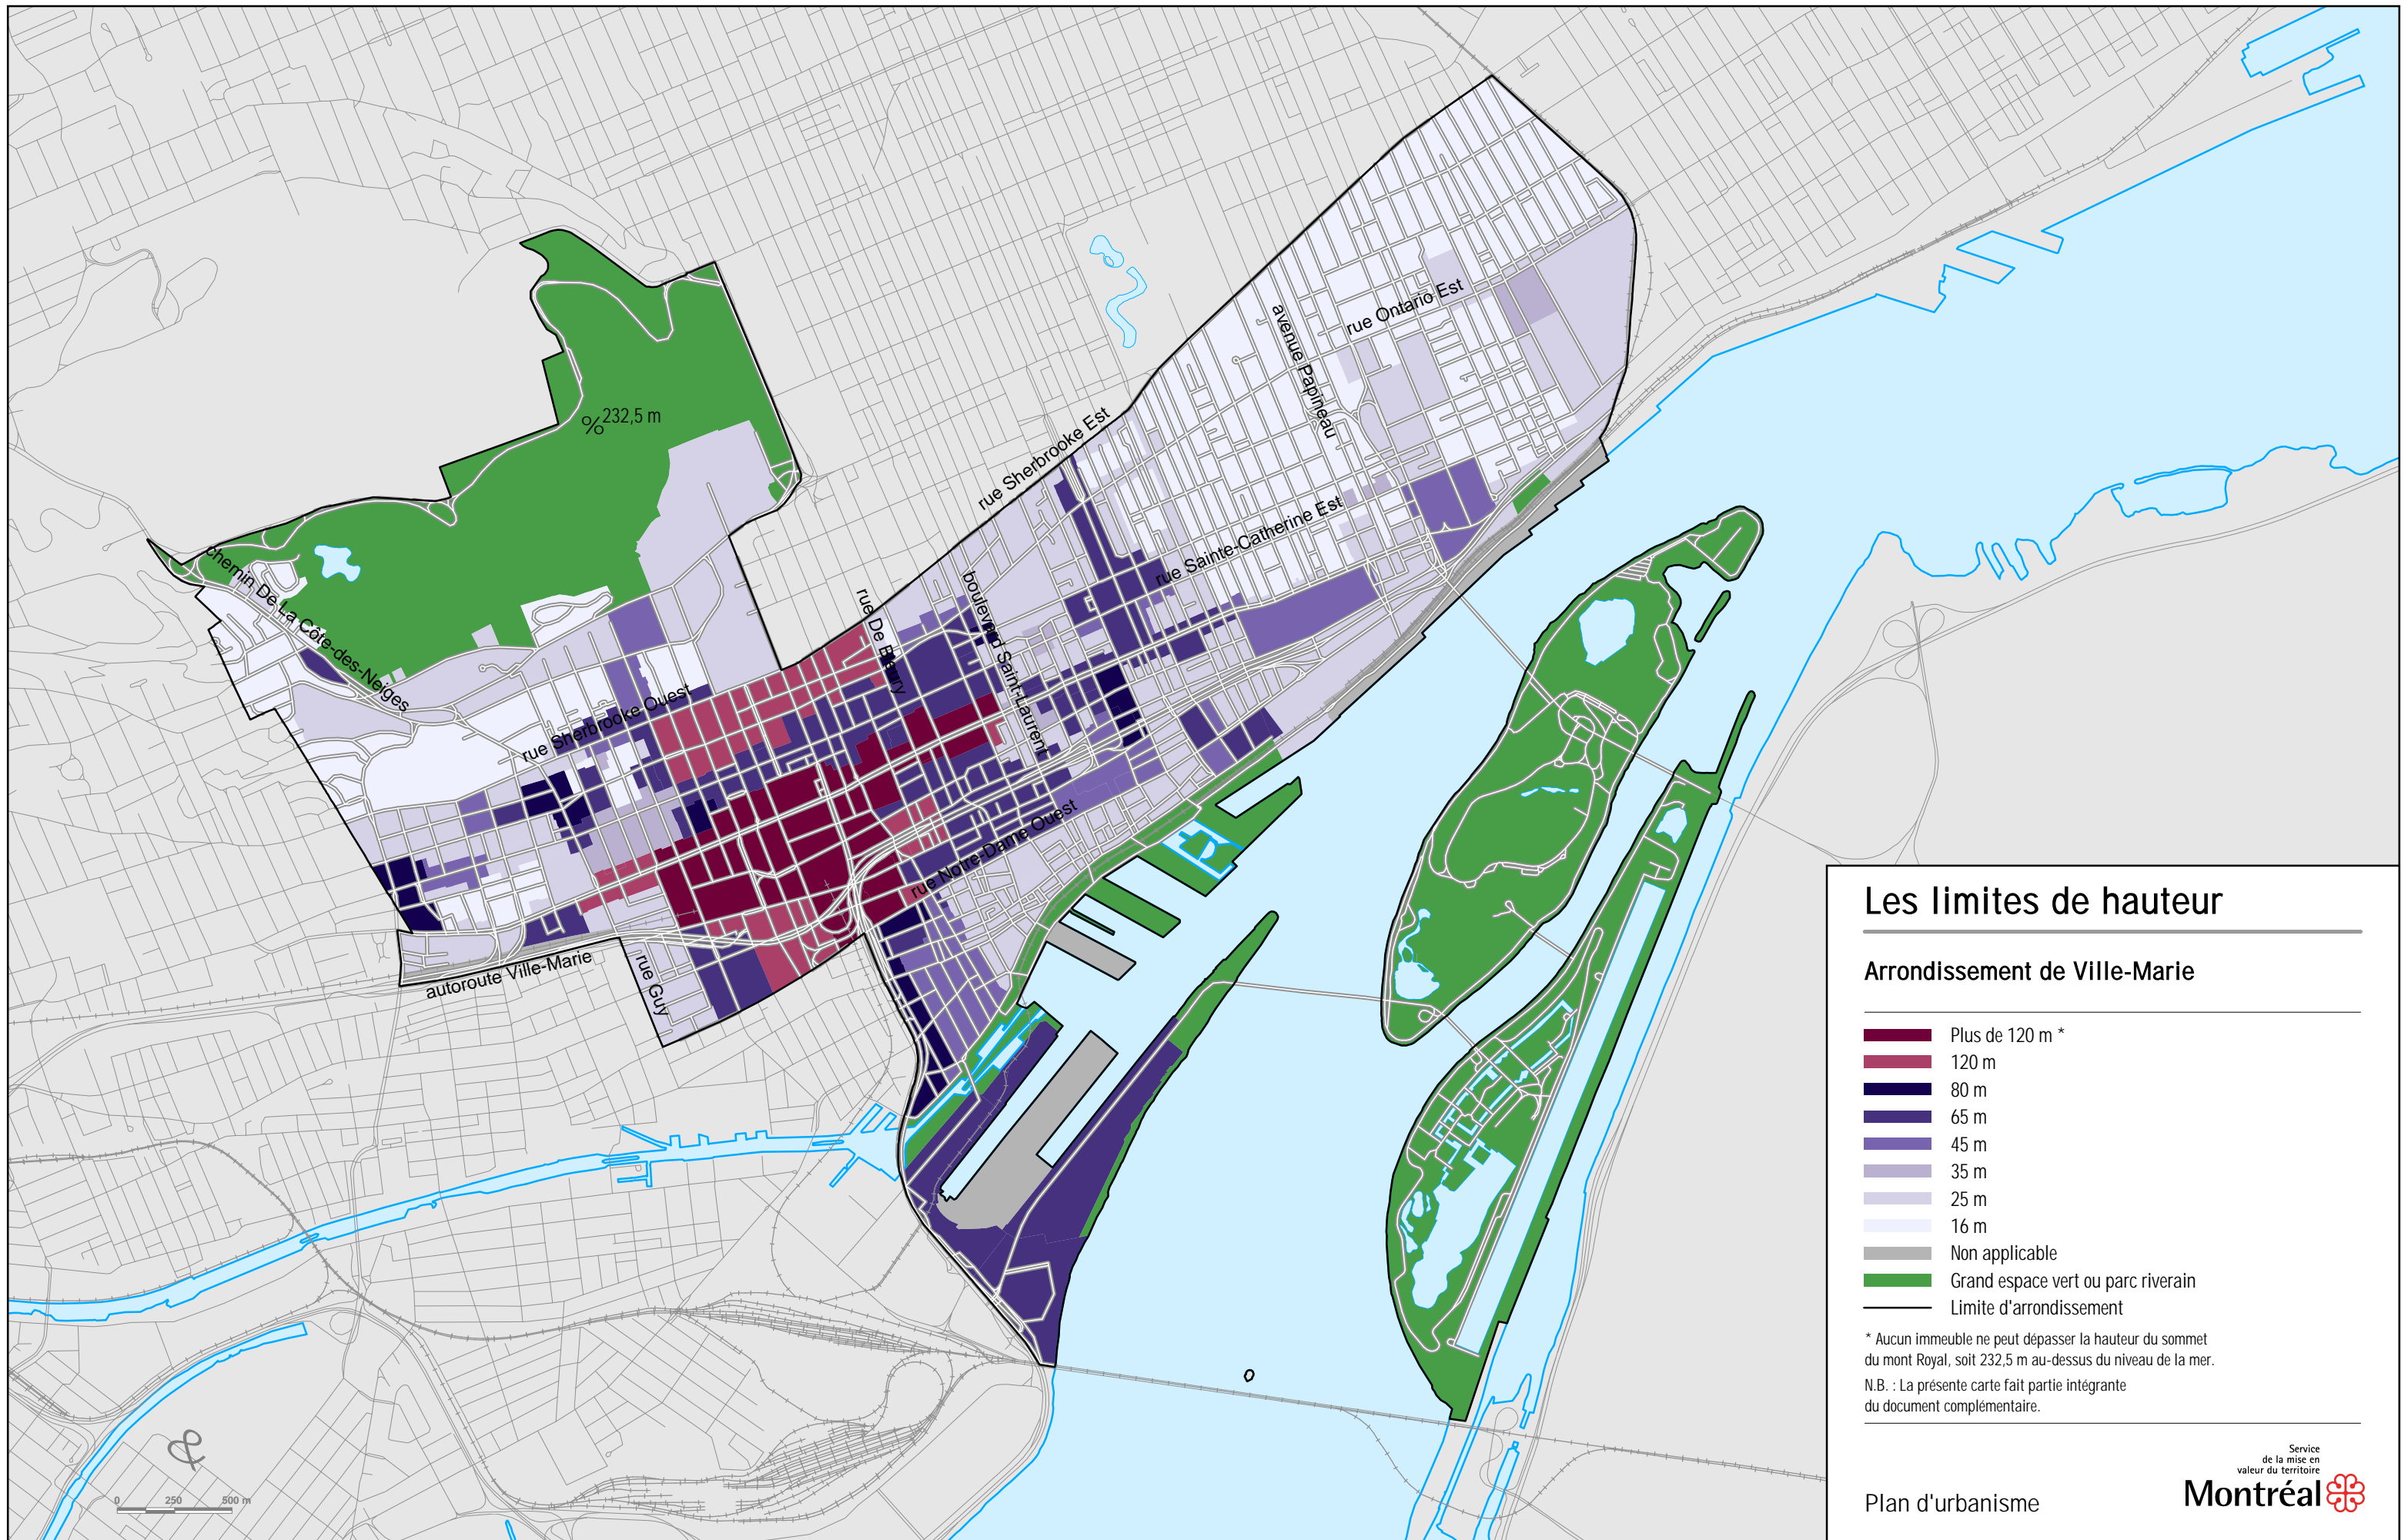 232,5 m
rue Ontario Est
avenue Papineau
rue Sherbrooke Est
rue Sainte-Catherine Est
chemin De La Côte-des-Neiges
rue De Bleury
boulevard Saint-Laurent
rue Sherbrooke Ouest
rue Notre-Dame Ouest
autoroute Ville-Marie
rue Guy
0 250 500 m
Les limites de hauteur
Arrondissement de Ville-Marie
Plus de 120 m *
120 m
80 m
65 m
45 m
35 m
25 m
16 m
Non applicable
Grand espace vert ou parc riverain
Limite d'arrondissement
* Aucun immeuble ne peut dépasser la hauteur du sommet
du mont Royal, soit 232,5 m au-dessus du niveau de la mer.
N.B. : La présente carte fait partie intégrante
du document complémentaire.
Service
de la mise en
valeur du territoire
Montréal
Plan d'urbanisme